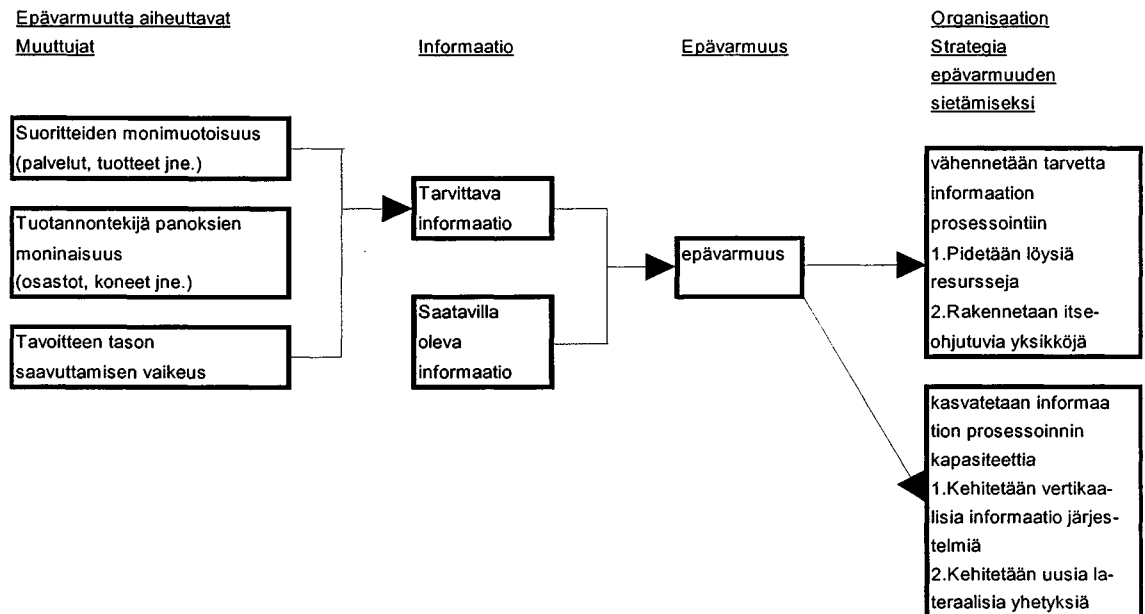 Epävarmuutta aiheuttavat
Muuttujat
Informaatio
Epävarmuus
Organisaation
Strategia
epävarmuuden
sietämiseksi
Suoritteiden monimuotoisuus
(palvelut, tuotteet jne.)
Tuotannontekijä panoksien
moninaisuus
(osastot, koneet jne.)
Tavoitteen tason
saavuttamisen vaikeus
Tarvittava
informaatio
Saatavilla
oleva
informaatio
epävarmuus
vähennetään tarvetta
informaation
prosessointiin
1.Pidetään löysiä
resursseja
2.Rakennetaan itse-
ohjutuvia yksikköjä
kasvatetaan informaa
tion prosessoinnin
kapasiteettia
1.Kehitetään vertikaa-
lisia informaatio järjes-
telmiä
2.Kehitetään uusia la-
teraalisia yhetyksiä